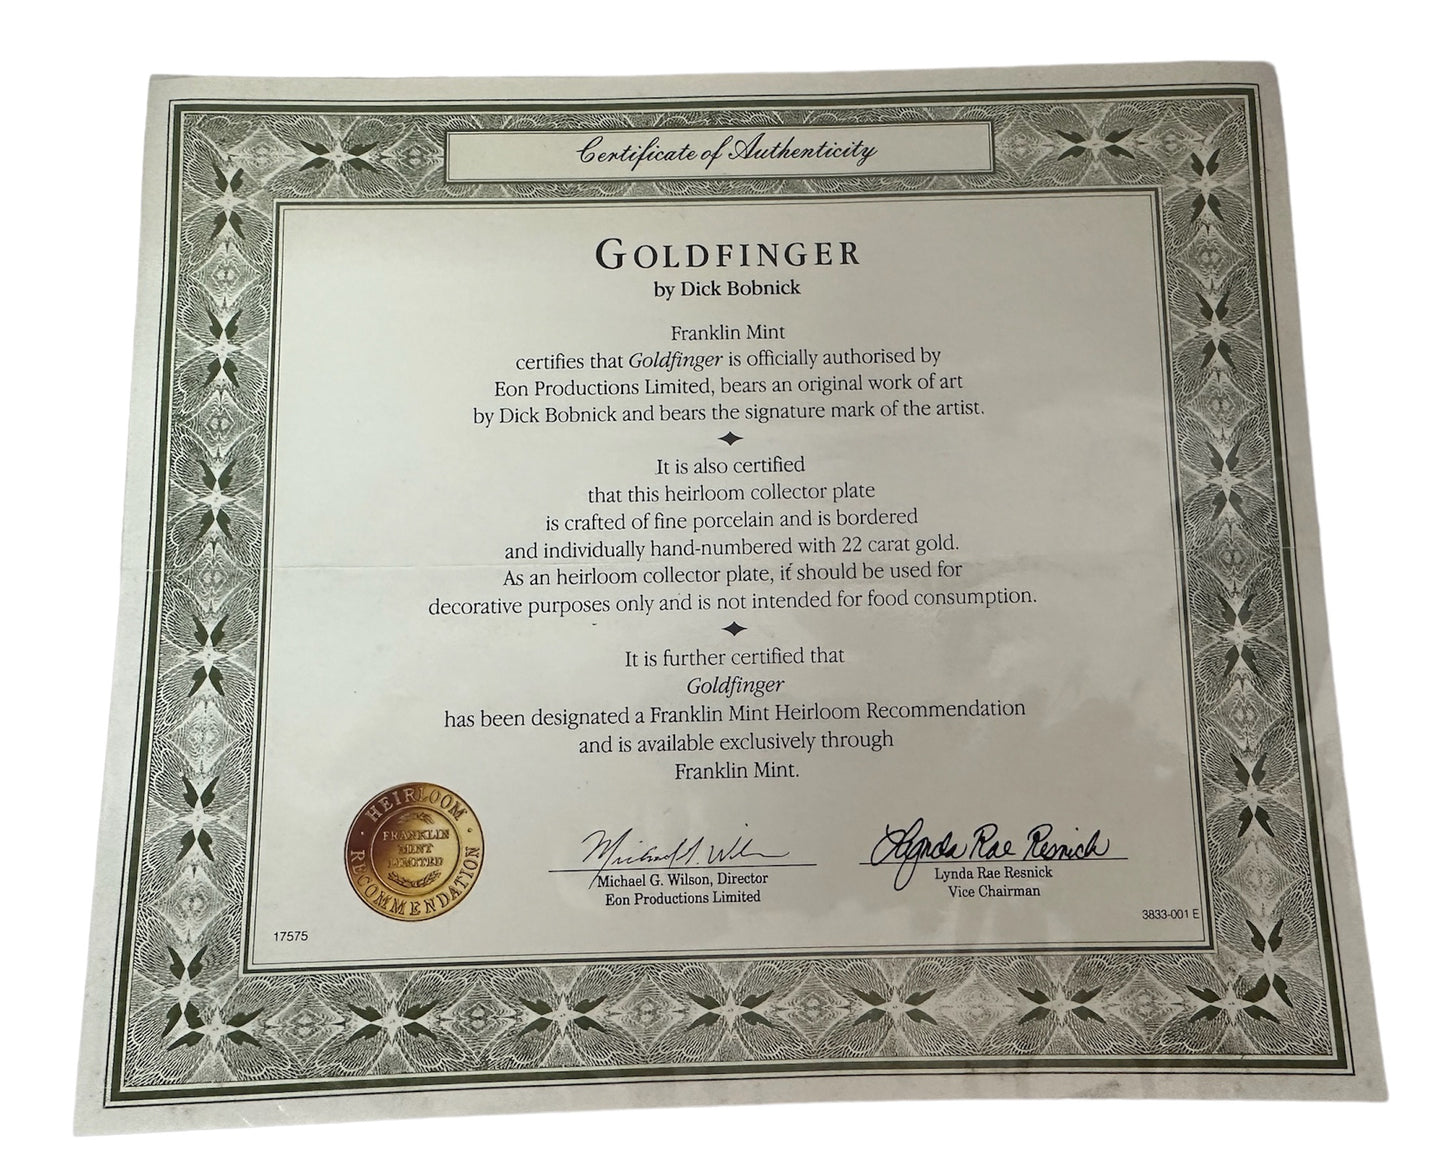 Certificate of Authenticity
GOLDFINGER
by Dick Bobnick
Franklin Mint
certifies that Goldfinger is officially authorised by
Eon Productions Limited, bears an original work of art
by Dick Bobnick and bears the signature mark of the artist.
It is also certified
that this heirloom collector plate
is crafted of fine porcelain and is bordered
and individually hand-numbered with 22 carat gold.
As an heirloom collector plate, it should be used for
decorative purposes only and is not intended for food consumption.
It is further certified that
Goldfinger
has been designated a Franklin Mint Heirloom Recommendation
and is available exclusively through
Franklin Mint.
HEIRLOOM
FRANKLIN
MINT
LIMITED
RECOMMENDATION
Michael G. Wilson
Michael G. Wilson, Director
Eon Productions Limited
Lynda Rae Resnick
Lynda Rae Resnick
Vice Chairman
17575
3833-001 E